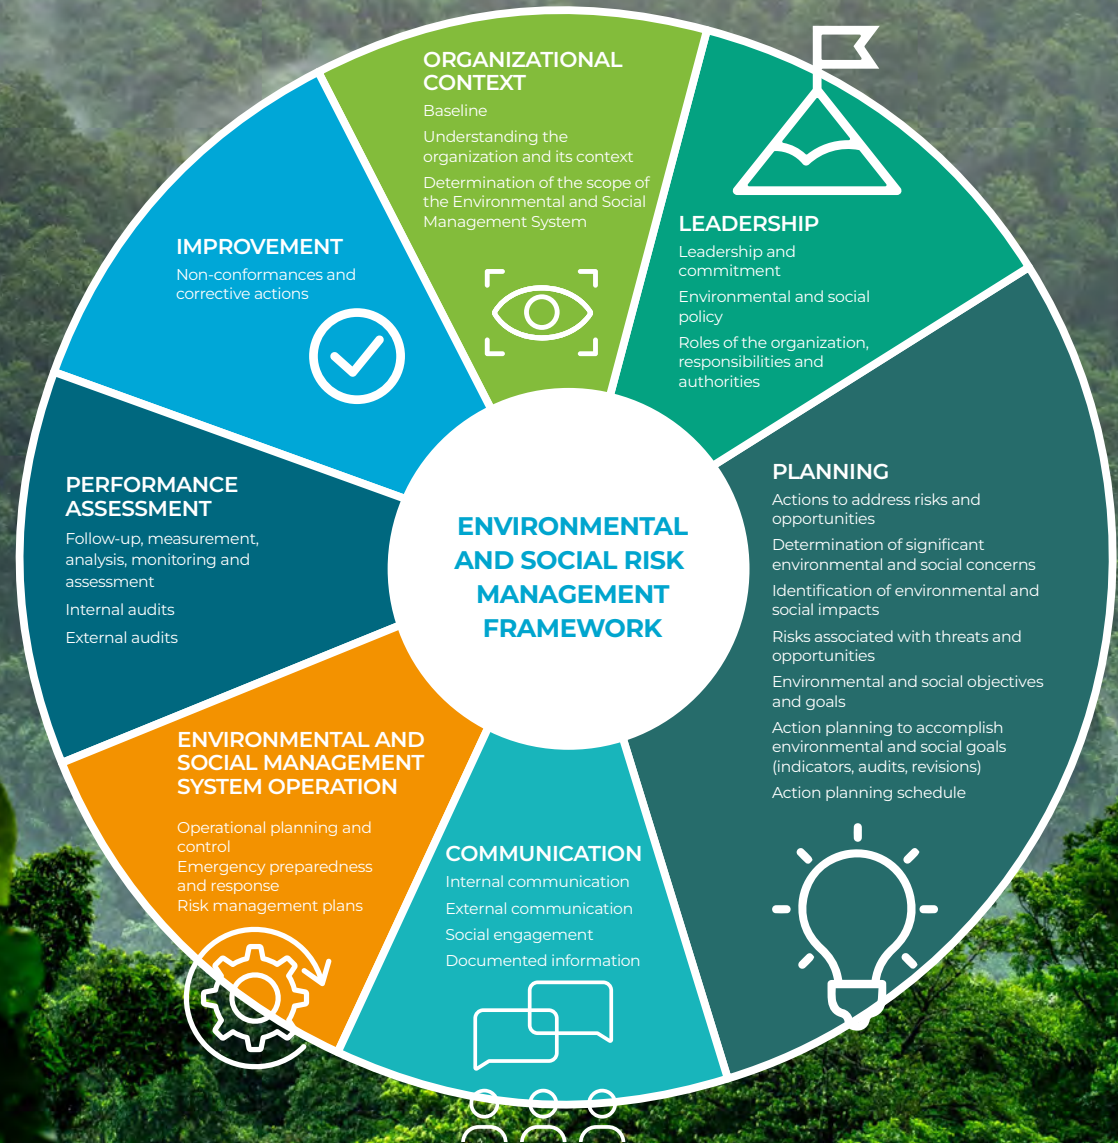 ORGANIZATIONAL
CONTEXT
Baseline
Understanding the
organization and its context
Determination of the scope of
the Environmental and Social
Management System
LEADERSHIP
Leadership and
commitment
Environmental and social
policy
Roles of the organization,
responsibilities and
authorities
PLANNING
Actions to address risks and
opportunities
Determination of significant
environmental and social concerns
Identification of environmental and
social impacts
Risks associated with threats and
opportunities
Environmental and social objectives
and goals
Action planning to accomplish
environmental and social goals
(indicators, audits, revisions)
Action planning schedule
COMMUNICATION
Internal communication
External communication
Social engagement
Documented information
ENVIRONMENTAL AND
SOCIAL MANAGEMENT
SYSTEM OPERATION
Operational planning and
control
Emergency preparedness
and response
Risk management plans
PERFORMANCE
ASSESSMENT
Follow-up, measurement,
analysis, monitoring and
assessment
Internal audits
External audits
IMPROVEMENT
Non-conformances and
corrective actions
ENVIRONMENTAL
AND SOCIAL RISK
MANAGEMENT
FRAMEWORK